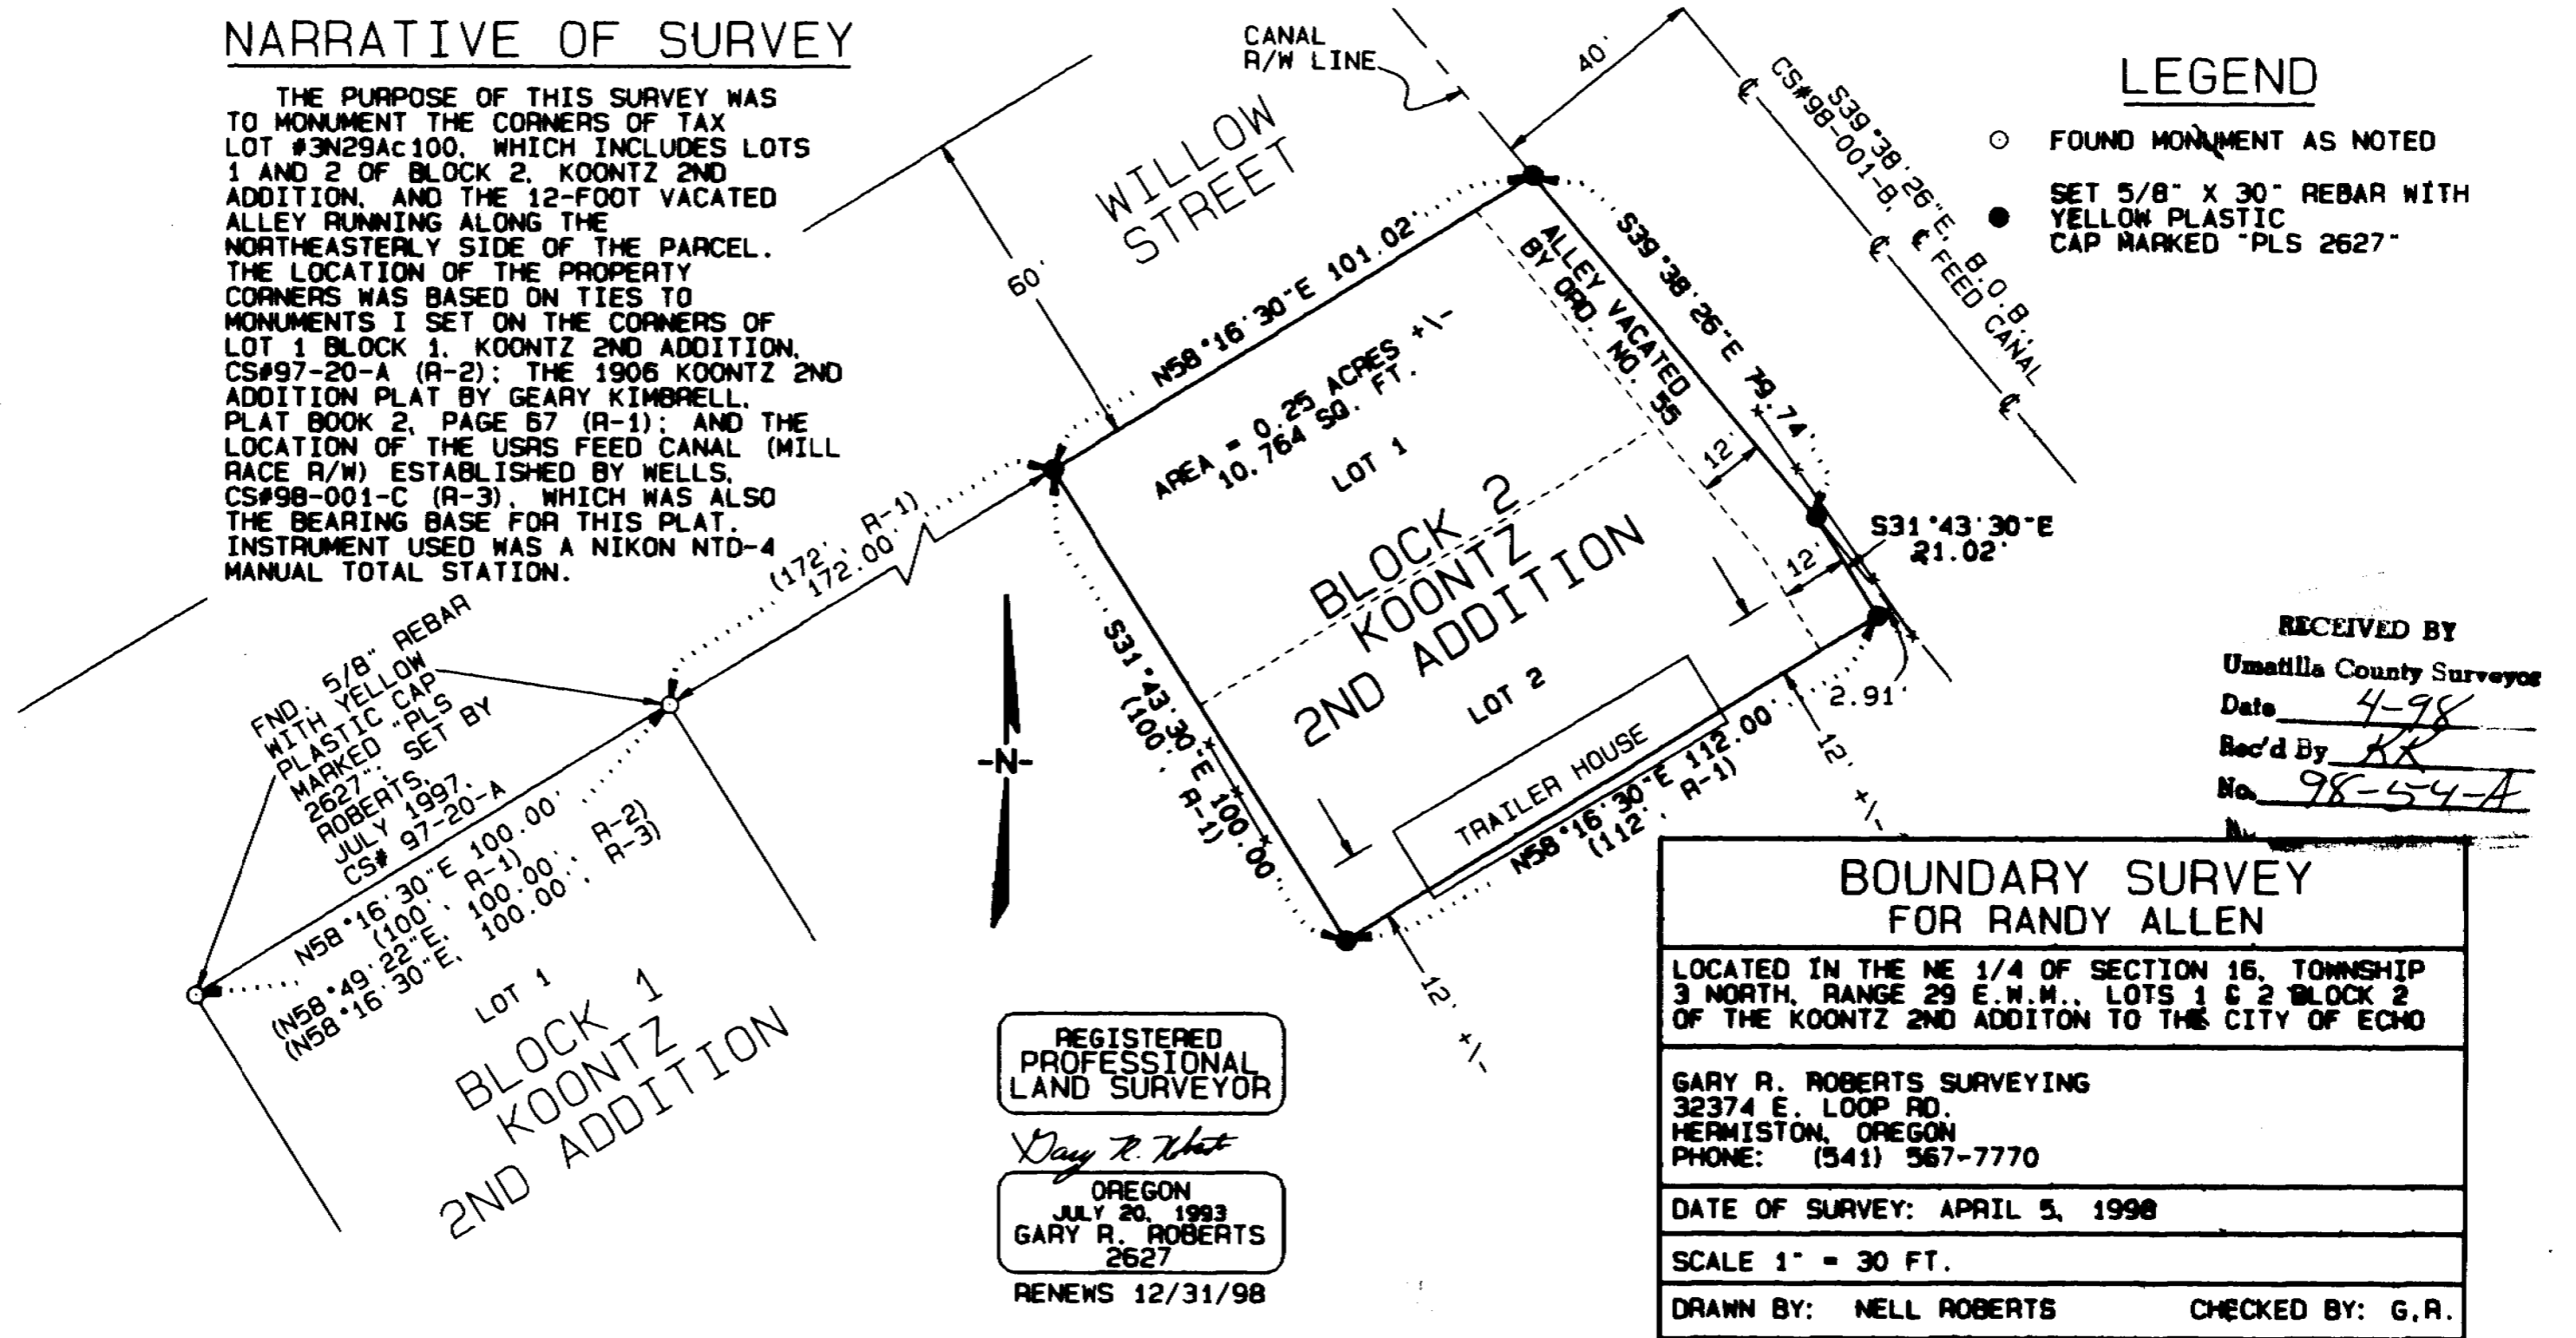 NARRATIVE OF SURVEY
THE PURPOSE OF THIS SURVEY WAS
TO MONUMENT THE CORNERS OF TAX
LOT #3N29Ac100, WHICH INCLUDES LOTS
1 AND 2 OF BLOCK 2, KOONTZ 2ND
ADDITION, AND THE 12-FOOT VACATED
ALLEY RUNNING ALONG THE
NORTHEASTERLY SIDE OF THE PARCEL.
THE LOCATION OF THE PROPERTY
CORNERS WAS BASED ON TIES TO
MONUMENTS I SET ON THE CORNERS OF
LOT 1 BLOCK 1, KOONTZ 2ND ADDITION,
CS#97-20-A (R-2); THE 1906 KOONTZ 2ND
ADDITION PLAT BY GEARY KIMBRELL,
PLAT BOOK 2, PAGE 67 (R-1); AND THE
LOCATION OF THE USRS FEED CANAL (MILL
RACE R/W) ESTABLISHED BY WELLS,
CS#98-001-C (R-3), WHICH WAS ALSO
THE BEARING BASE FOR THIS PLAT.
INSTRUMENT USED WAS A NIKON NTD-4
MANUAL TOTAL STATION.
CANAL
R/W LINE
40'
S39°38'26"E, B.O.B.
CS#98-001-B, ℄ FEED CANAL
℄
℄
℄
LEGEND
FOUND MONUMENT AS NOTED
SET 5/8" X 30" REBAR WITH
YELLOW PLASTIC
CAP MARKED "PLS 2627"
WILLOW
STREET
60'
N58°16'30"E 101.02'
S39°38'26"E 79.74'
ALLEY VACATED
BY ORD. NO. 55
AREA = 0.25 ACRES +\-
10,764 SQ. FT.
LOT 1
12'
12'
S31°43'30"E
21.02'
BLOCK 2
KOONTZ
2ND ADDITION
LOT 2
TRAILER HOUSE
N58°16'30"E 112.00'
(112', R-1)
2.91'
12' +/-
12' +/-
S31°43'30"E 100.00'
(100', R-1)
(172', R-1)
172.00'
-N-
FND. 5/8" REBAR
WITH YELLOW
PLASTIC CAP
MARKED "PLS
2627", SET BY
ROBERTS,
JULY 1997.
CS# 97-20-A
N58°16'30"E 100.00'
(100', R-1)
(N58°49'22"E, 100.00', R-2)
(N58°16'30"E, 100.00', R-3)
LOT 1
BLOCK 1
KOONTZ
2ND ADDITION
REGISTERED
PROFESSIONAL
LAND SURVEYOR
OREGON
JULY 20, 1993
GARY R. ROBERTS
2627
RENEWS 12/31/98
RECEIVED BY
Umatilla County Surveyor
Date 4-98
Rec'd By KK
No. 98-54-A
BOUNDARY SURVEY
FOR RANDY ALLEN
LOCATED IN THE NE 1/4 OF SECTION 16, TOWNSHIP
3 NORTH, RANGE 29 E.W.M., LOTS 1 & 2 BLOCK 2
OF THE KOONTZ 2ND ADDITON TO THE CITY OF ECHO
GARY R. ROBERTS SURVEYING
32374 E. LOOP RD.
HERMISTON, OREGON
PHONE: (541) 567-7770
DATE OF SURVEY: APRIL 5, 1998
SCALE 1" = 30 FT.
DRAWN BY: NELL ROBERTS CHECKED BY: G.R.